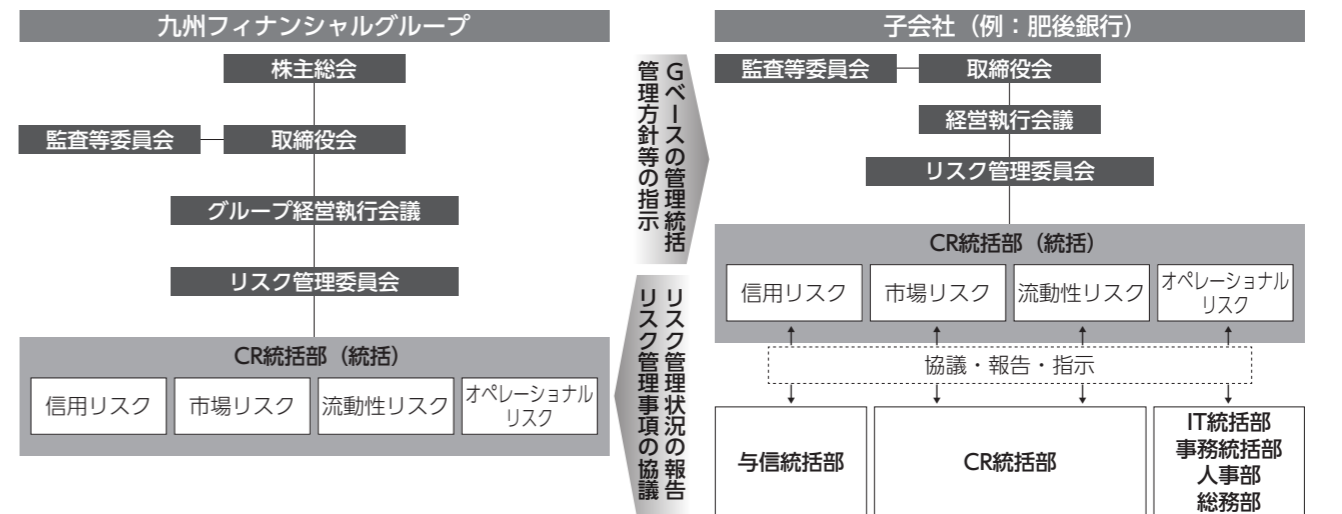 九州フィナンシャルグループ
株主総会
監査等委員会
取締役会
グループ経営執行会議
リスク管理委員会
CR統括部（統括）
信用リスク
市場リスク
流動性リスク
オペレーショナル
リスク
Gベースの管理統括
管理方針等の指示
リスク管理状況の報告
リスク管理事項の協議
子会社（例：肥後銀行）
監査等委員会
取締役会
経営執行会議
リスク管理委員会
CR統括部（統括）
信用リスク
市場リスク
流動性リスク
オペレーショナル
リスク
協議・報告・指示
与信統括部
CR統括部
IT統括部
事務統括部
人事部
総務部